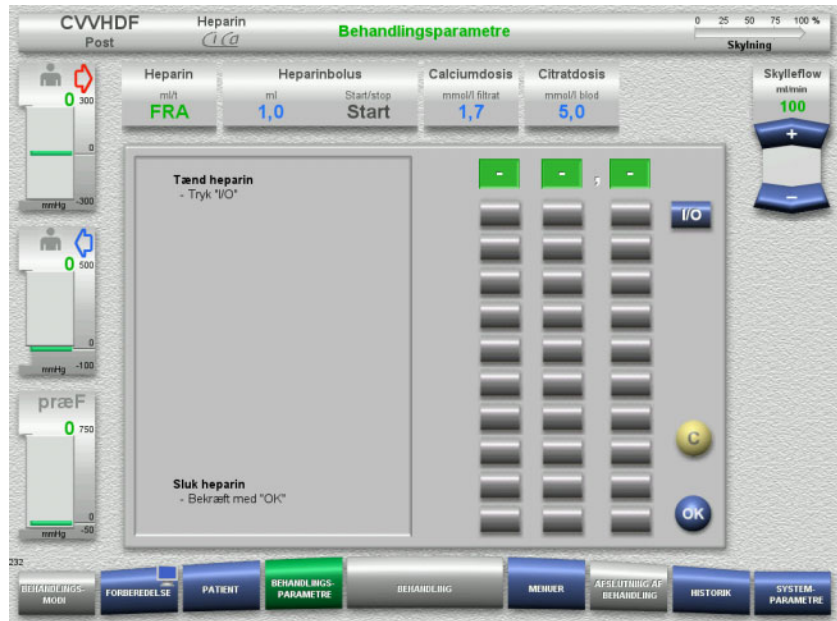 CVVHDF
Post
Heparin
Ci Ca
Behandlingsparametre
0 25 50 75 100 %
Skylning
0 300
0
mmHg -300
0 500
0
mmHg -100
præF
0 750
0
mmHg -50
Heparin
ml/t
FRA
Heparinbolus
ml Start/stop
1,0 Start
Calciumdosis
mmol/l filtrat
1,7
Citratdosis
mmol/l blod
5,0
Skylleflow
ml/min
100
+
–
Tænd heparin
- Tryk "I/O"
- - , -
I/O
C
Sluk heparin
- Bekræft med "OK"
OK
232
BEHANDLINGS-
MODI
FORBEREDELSE
PATIENT
BEHANDLINGS-
PARAMETRE
BEHANDLING
MENUER
AFSLUTNING AF
BEHANDLING
HISTORIK
SYSTEM-
PARAMETRE